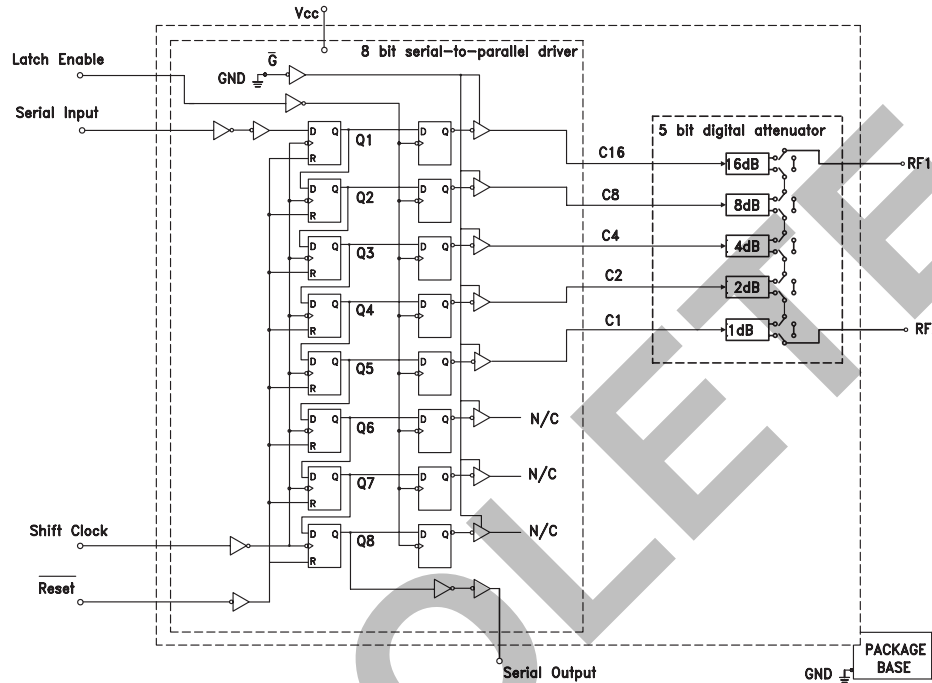 Vcc
8 bit serial-to-parallel driver
Latch Enable
G
GND
Serial Input
D Q
R
Q1
D Q
C16
5 bit digital attenuator
16dB
RF1
D Q
R
Q2
D Q
C8
8dB
D Q
R
Q3
D Q
C4
4dB
D Q
R
Q4
D Q
C2
2dB
D Q
R
Q5
D Q
C1
1dB
RF
D Q
R
Q6
D Q
N/C
D Q
R
Q7
D Q
N/C
Shift Clock
D Q
R
Q8
D Q
N/C
Reset
Serial Output
GND
PACKAGE
BASE
OLETE